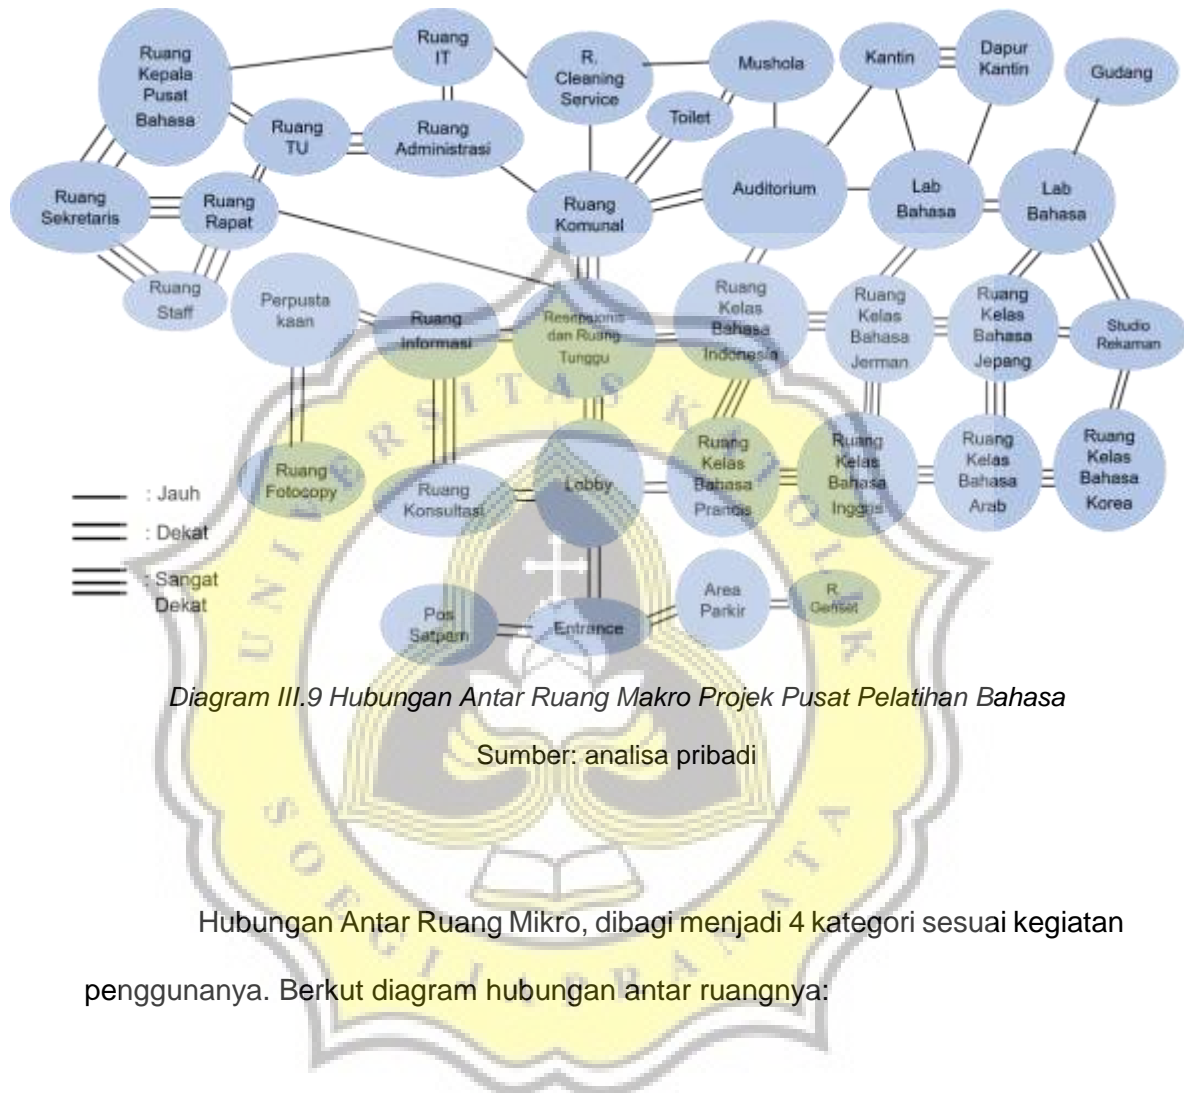 Ruang
Kepala
Pusat
Bahasa
Ruang
IT
R.
Cleaning
Service
Mushola
Kantin
Dapur
Kantin
Gudang
Toilet
Ruang
TU
Ruang
Administrasi
Ruang
Sekretaris
Ruang
Rapat
Ruang
Komunal
Auditorium
Lab
Bahasa
Lab
Bahasa
Ruang
Staff
Perpusta
kaan
Ruang
Informasi
Resepsionis
dan Ruang
Tunggu
Ruang
Kelas
Bahasa
Indonesia
Ruang
Kelas
Bahasa
Jerman
Ruang
Kelas
Bahasa
Jepang
Studio
Rekaman
Ruang
Fotocopy
Ruang
Konsultasi
Lobby
Ruang
Kelas
Bahasa
Prancis
Ruang
Kelas
Bahasa
Inggris
Ruang
Kelas
Bahasa
Arab
Ruang
Kelas
Bahasa
Korea
: Jauh
: Dekat
: Sangat
Dekat
Pos
Satpam
Entrance
Area
Parkir
R.
Genset
UNIVERSITAS KATOLIK
SOEGIJAPRANATA
Diagram III.9 Hubungan Antar Ruang Makro Projek Pusat Pelatihan Bahasa
Sumber: analisa pribadi
Hubungan Antar Ruang Mikro, dibagi menjadi 4 kategori sesuai kegiatan
penggunanya. Berkut diagram hubungan antar ruangnya: